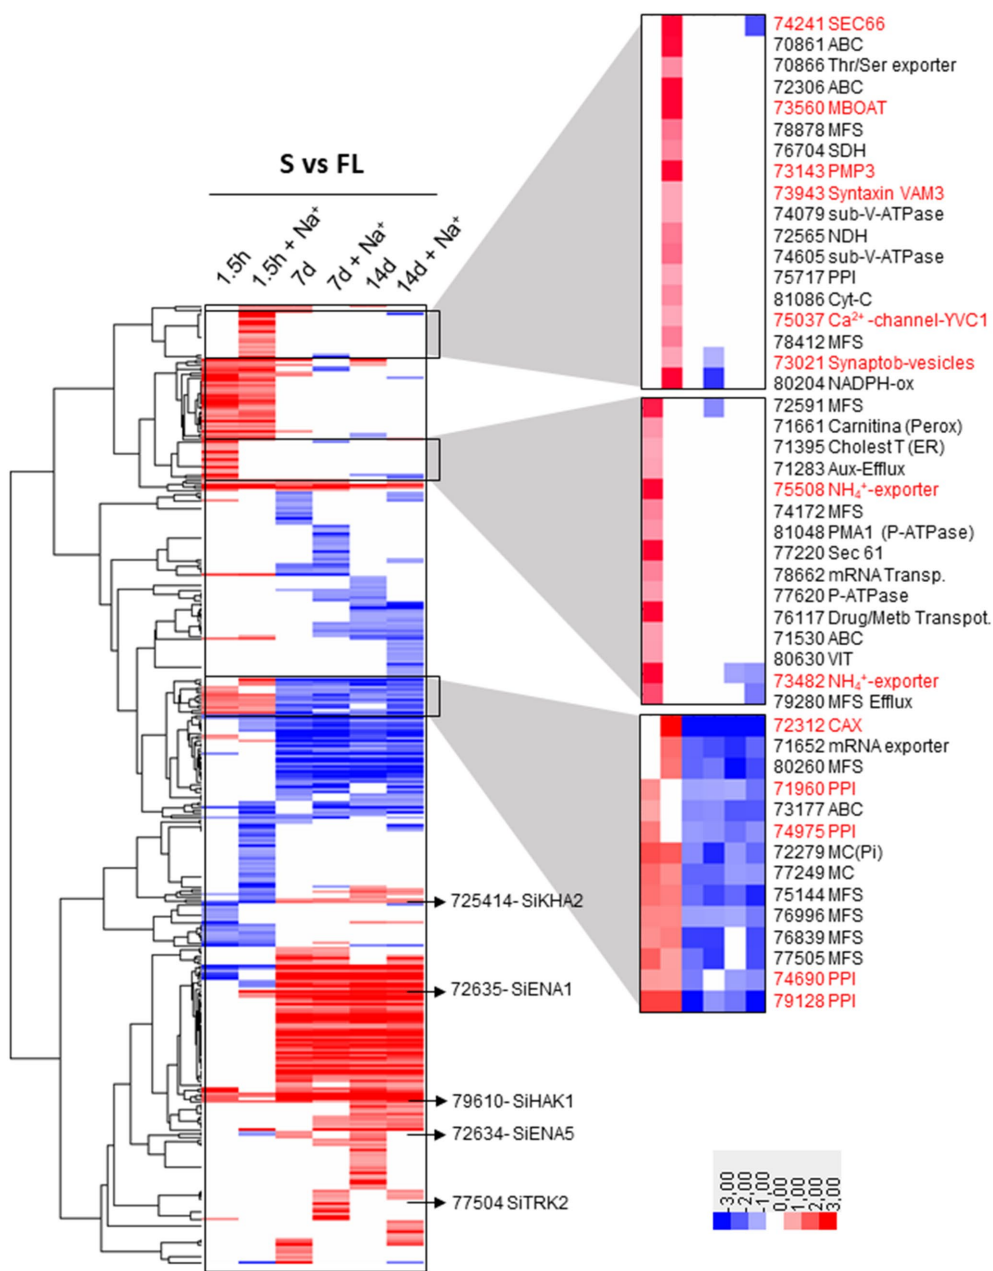 S vs FL
1.5h
1.5h + Na⁺
7d
7d + Na⁺
14d
14d + Na⁺
74241 SEC66
70861 ABC
70866 Thr/Ser exporter
72306 ABC
73560 MBOAT
78878 MFS
76704 SDH
73143 PMP3
73943 Syntaxin VAM3
74079 sub-V-ATPase
72565 NDH
74605 sub-V-ATPase
75717 PPI
81086 Cyt-C
75037 Ca²⁺-channel-YVC1
78412 MFS
73021 Synaptob-vesicles
80204 NADPH-ox
72591 MFS
71661 Carnitina (Perox)
71395 Cholest T (ER)
71283 Aux-Efflux
75508 NH₄⁺-exporter
74172 MFS
81048 PMA1 (P-ATPase)
77220 Sec 61
78662 mRNA Transp.
77620 P-ATPase
76117 Drug/Metb Transpot.
71530 ABC
80630 VIT
73482 NH₄⁺-exporter
79280 MFS Efflux
72312 CAX
71652 mRNA exporter
80260 MFS
71960 PPI
73177 ABC
74975 PPI
72279 MC(Pi)
77249 MC
75144 MFS
76996 MFS
76839 MFS
77505 MFS
74690 PPI
79128 PPI
725414- SiKHA2
72635- SiENA1
79610- SiHAK1
72634- SiENA5
77504 SiTRK2
-3,00
-2,00
-1,00
0,00
1,00
2,00
3,00